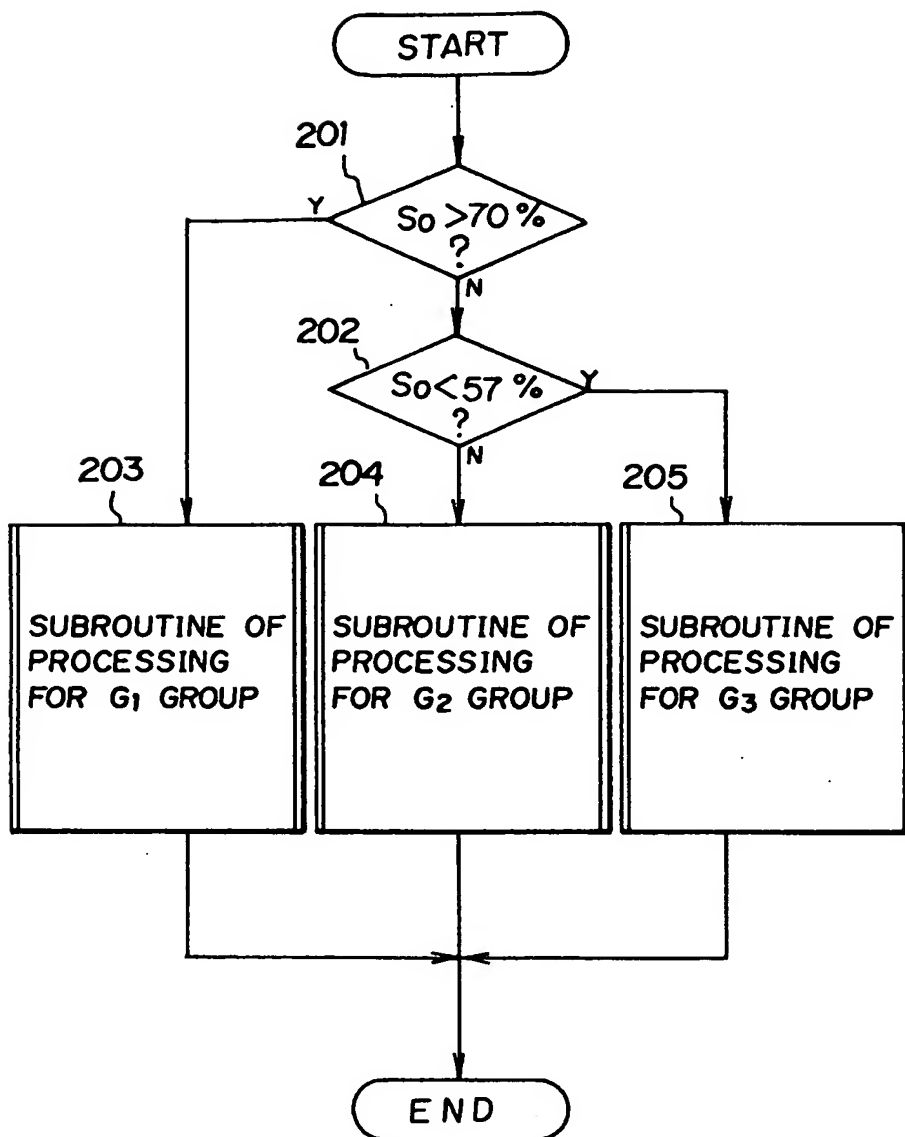 START
201
Y
So >70 %
?
N
202
So <57 %
?
Y
N
203
204
205
SUBROUTINE OF
PROCESSING
FOR G1 GROUP
SUBROUTINE OF
PROCESSING
FOR G2 GROUP
SUBROUTINE OF
PROCESSING
FOR G3 GROUP
END